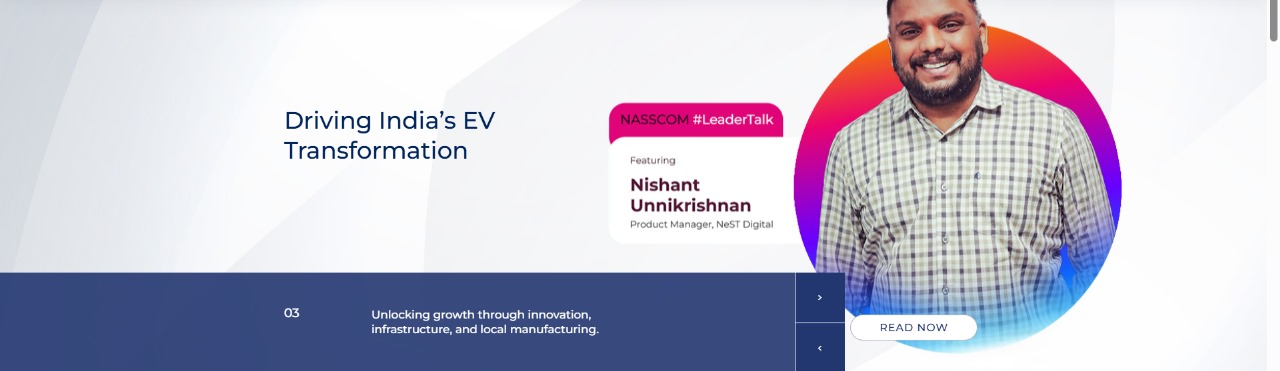 Driving India’s EV
Transformation
NASSCOM #LeaderTalk
Featuring
Nishant
Unnikrishnan
Product Manager, NeST Digital
03
Unlocking growth through innovation,
infrastructure, and local manufacturing.
READ NOW